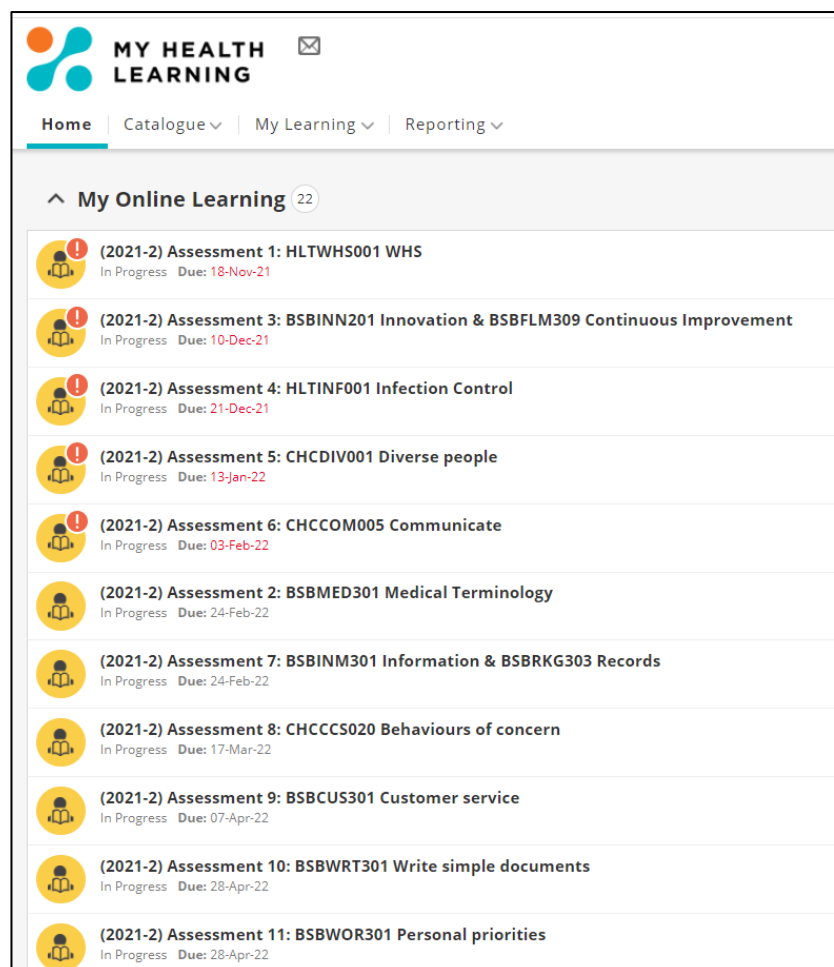 MY HEALTH
LEARNING
Home Catalogue My Learning Reporting
My Online Learning 22
(2021-2) Assessment 1: HLTWHS001 WHS
In Progress Due: 18-Nov-21
(2021-2) Assessment 3: BSBINN201 Innovation & BSBFLM309 Continuous Improvement
In Progress Due: 10-Dec-21
(2021-2) Assessment 4: HLTINF001 Infection Control
In Progress Due: 21-Dec-21
(2021-2) Assessment 5: CHCDIV001 Diverse people
In Progress Due: 13-Jan-22
(2021-2) Assessment 6: CHCCOM005 Communicate
In Progress Due: 03-Feb-22
(2021-2) Assessment 2: BSBMED301 Medical Terminology
In Progress Due: 24-Feb-22
(2021-2) Assessment 7: BSBINM301 Information & BSBRKG303 Records
In Progress Due: 24-Feb-22
(2021-2) Assessment 8: CHCCCS020 Behaviours of concern
In Progress Due: 17-Mar-22
(2021-2) Assessment 9: BSBCUS301 Customer service
In Progress Due: 07-Apr-22
(2021-2) Assessment 10: BSBWRT301 Write simple documents
In Progress Due: 28-Apr-22
(2021-2) Assessment 11: BSBWOR301 Personal priorities
In Progress Due: 28-Apr-22